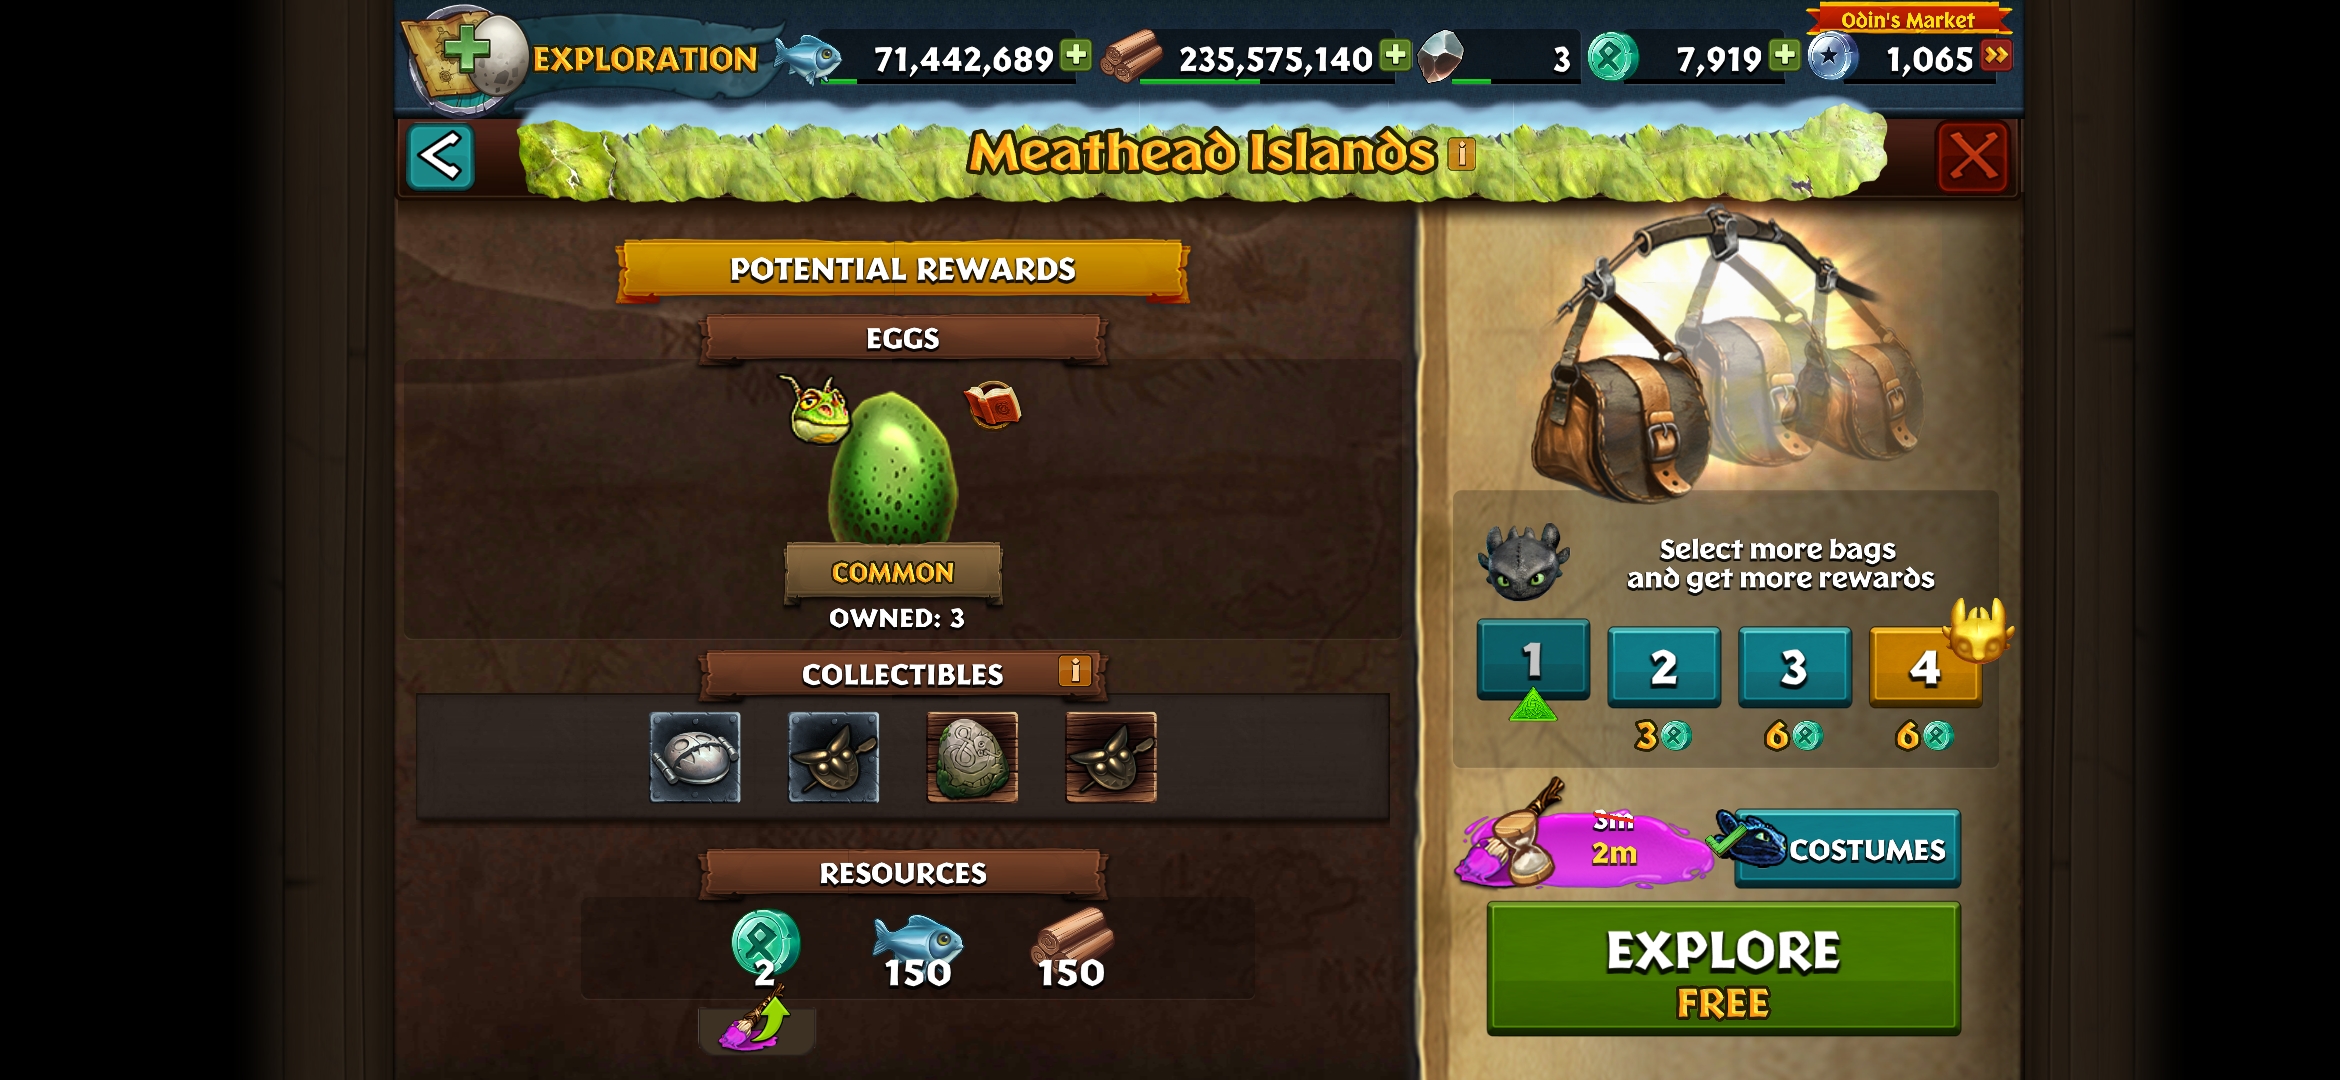 Odin's Market
EXPLORATION
71,442,689
235,575,140
3
7,919
1,065
Meathead Islands
i
POTENTIAL REWARDS
EGGS
COMMON
OWNED: 3
COLLECTIBLES
i
RESOURCES
2
150
150
Select more bags
and get more rewards
1
2
3
4
3
6
6
3m
2m
COSTUMES
EXPLORE
FREE